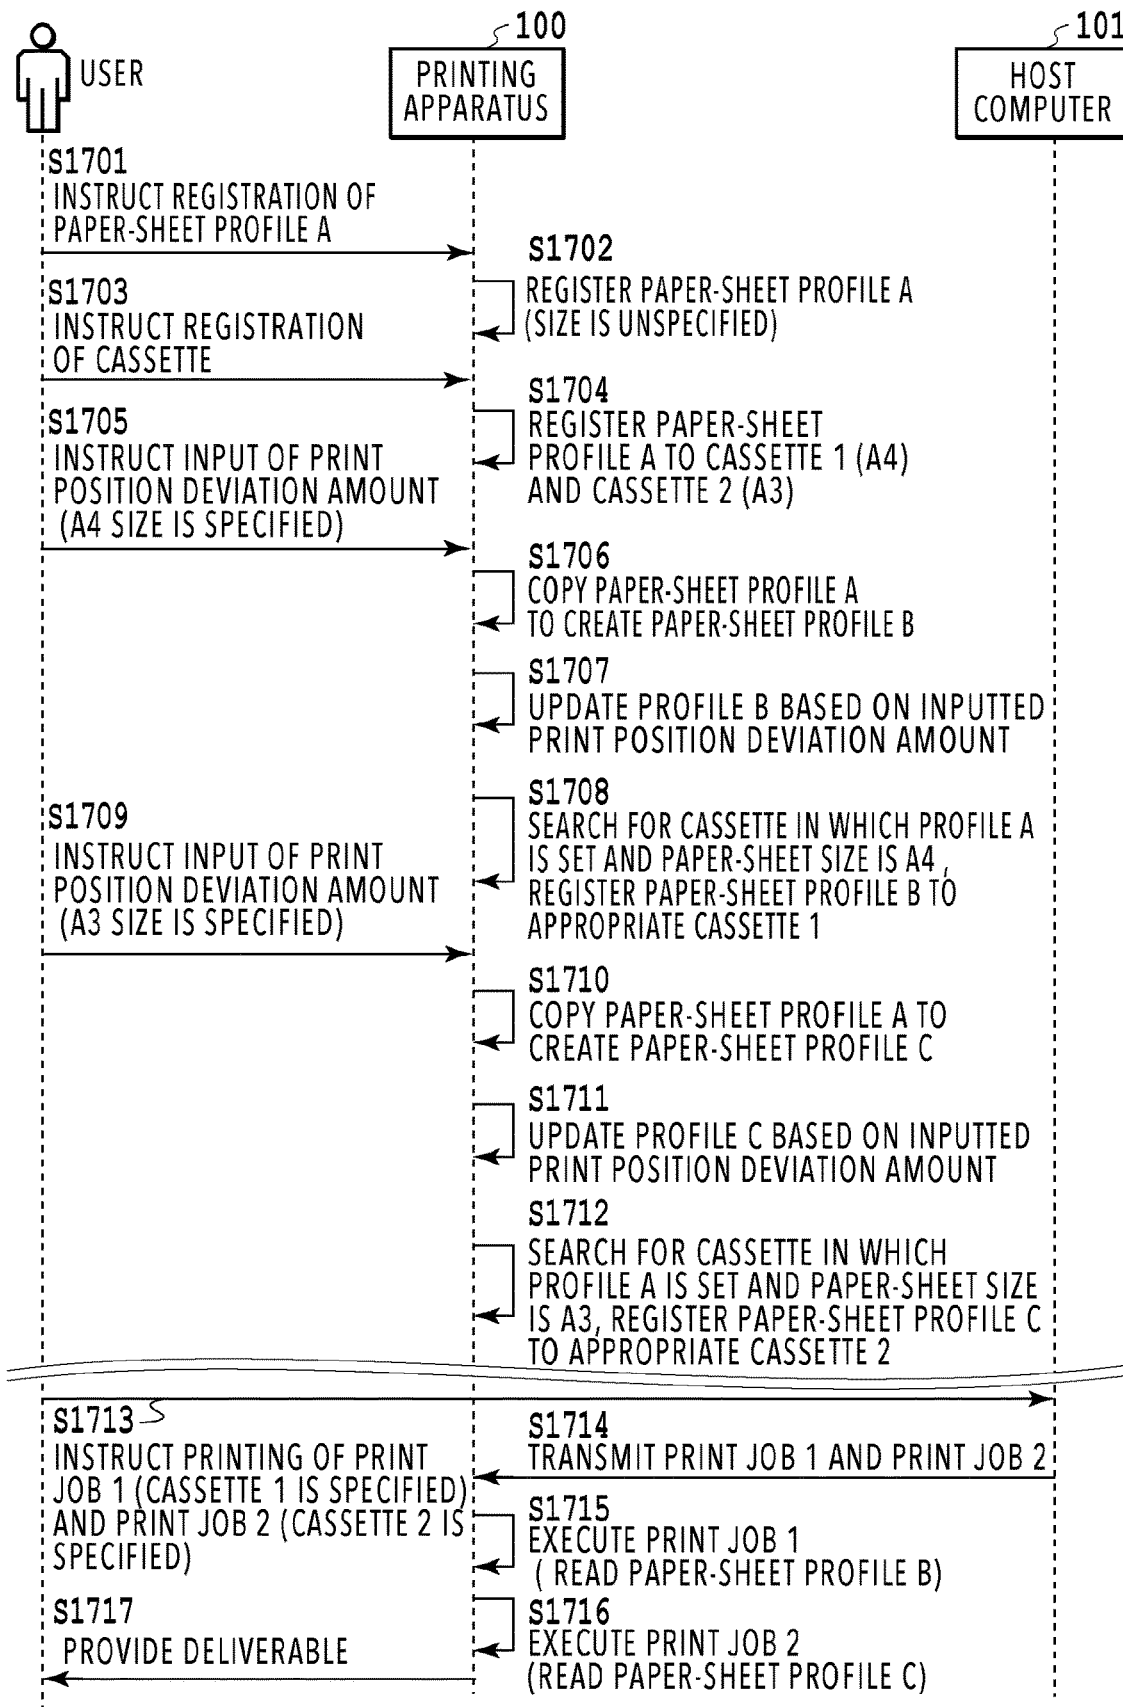 100
101
USER
PRINTING
APPARATUS
HOST
COMPUTER
S1701
INSTRUCT REGISTRATION OF
PAPER-SHEET PROFILE A
S1702
REGISTER PAPER-SHEET PROFILE A
(SIZE IS UNSPECIFIED)
S1703
INSTRUCT REGISTRATION
OF CASSETTE
S1704
REGISTER PAPER-SHEET
PROFILE A TO CASSETTE 1 (A4)
AND CASSETTE 2 (A3)
S1705
INSTRUCT INPUT OF PRINT
POSITION DEVIATION AMOUNT
(A4 SIZE IS SPECIFIED)
S1706
COPY PAPER-SHEET PROFILE A
TO CREATE PAPER-SHEET PROFILE B
S1707
UPDATE PROFILE B BASED ON INPUTTED
PRINT POSITION DEVIATION AMOUNT
S1708
SEARCH FOR CASSETTE IN WHICH PROFILE A
IS SET AND PAPER-SHEET SIZE IS A4 ,
REGISTER PAPER-SHEET PROFILE B TO
APPROPRIATE CASSETTE 1
S1709
INSTRUCT INPUT OF PRINT
POSITION DEVIATION AMOUNT
(A3 SIZE IS SPECIFIED)
S1710
COPY PAPER-SHEET PROFILE A TO
CREATE PAPER-SHEET PROFILE C
S1711
UPDATE PROFILE C BASED ON INPUTTED
PRINT POSITION DEVIATION AMOUNT
S1712
SEARCH FOR CASSETTE IN WHICH
PROFILE A IS SET AND PAPER-SHEET SIZE
IS A3, REGISTER PAPER-SHEET PROFILE C
TO APPROPRIATE CASSETTE 2
S1713
INSTRUCT PRINTING OF PRINT
JOB 1 (CASSETTE 1 IS SPECIFIED)
AND PRINT JOB 2 (CASSETTE 2 IS
SPECIFIED)
S1714
TRANSMIT PRINT JOB 1 AND PRINT JOB 2
S1715
EXECUTE PRINT JOB 1
( READ PAPER-SHEET PROFILE B)
S1716
EXECUTE PRINT JOB 2
(READ PAPER-SHEET PROFILE C)
S1717
PROVIDE DELIVERABLE